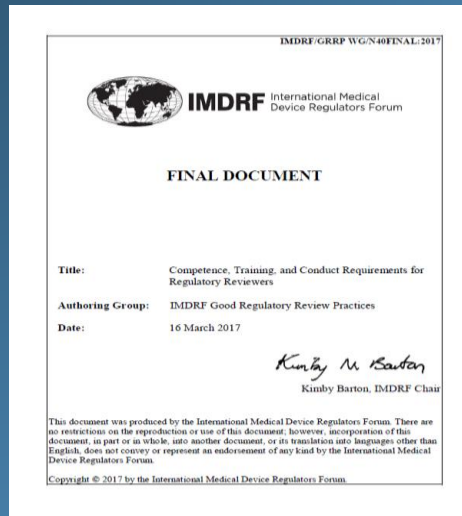 IMDRF/GRRP WG/N40FINAL:2017
IMDRF International Medical
Device Regulators Forum
FINAL DOCUMENT
Title: Competence, Training, and Conduct Requirements for
Regulatory Reviewers
Authoring Group: IMDRF Good Regulatory Review Practices
Date: 16 March 2017
Kimby M Barton
Kimby Barton, IMDRF Chair
This document was produced by the International Medical Device Regulators Forum. There are
no restrictions on the reproduction or use of this document; however, incorporation of this
document, in part or in whole, into another document, or its translation into languages other than
English, does not convey or represent an endorsement of any kind by the International Medical
Device Regulators Forum.
Copyright © 2017 by the International Medical Device Regulators Forum.